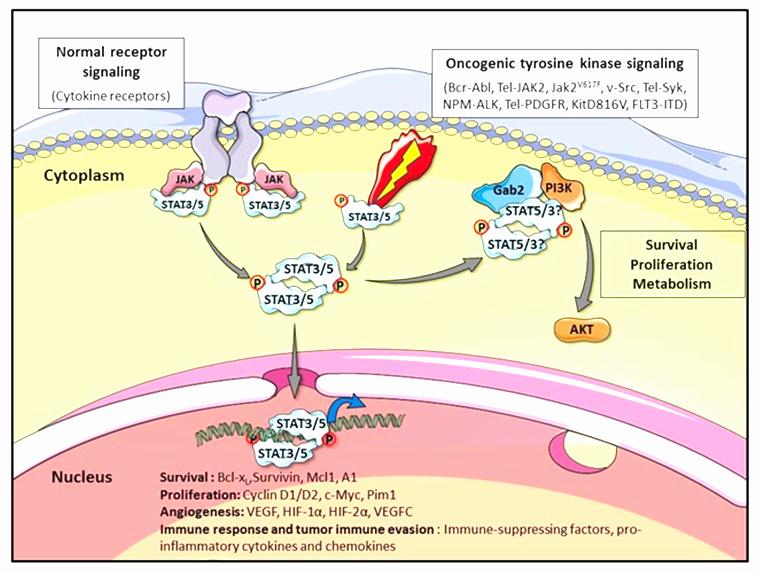 Normal receptor
signaling
(Cytokine receptors)
Oncogenic tyrosine kinase signaling
(Bcr-Abl, Tel-JAK2, Jak2V617F, v-Src, Tel-Syk,
NPM-ALK, Tel-PDGFR, KitD816V, FLT3-ITD)
Cytoplasm
JAK
JAK
P
P
STAT3/5
STAT3/5
P
STAT3/5
Gab2
PI3K
STAT5/3?
P
P
STAT5/3?
Survival
Proliferation
Metabolism
STAT3/5
P
P
STAT3/5
AKT
STAT3/5
P
P
STAT3/5
Nucleus
Survival : Bcl-xL,Survivin, Mcl1, A1
Proliferation: Cyclin D1/D2, c-Myc, Pim1
Angiogenesis: VEGF, HIF-1α, HIF-2α, VEGFC
Immune response and tumor immune evasion : Immune-suppressing factors, pro-
inflammatory cytokines and chemokines